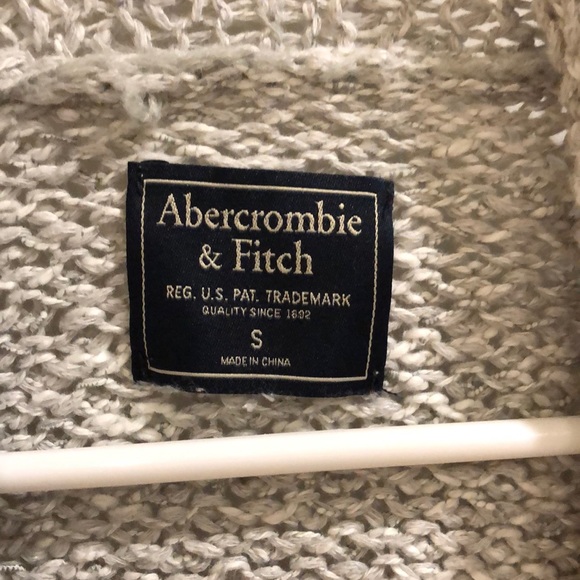 Abercrombie
& Fitch
REG. U.S. PAT. TRADEMARK
QUALITY SINCE 1892
S
MADE IN CHINA